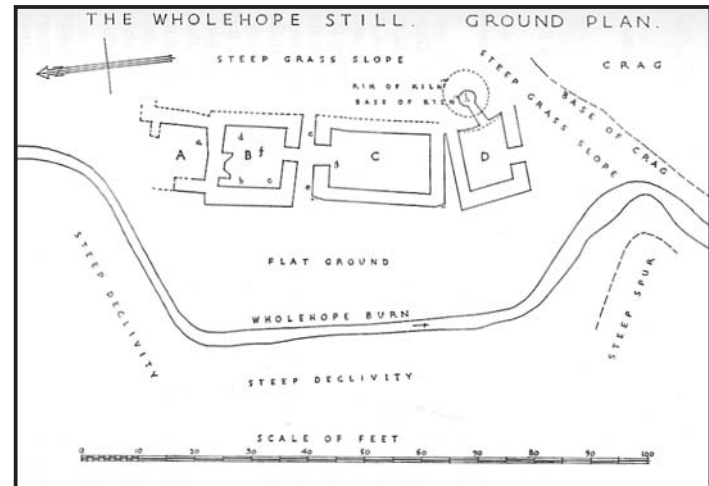 THE WHOLEHOPE STILL. GROUND PLAN.
STEEP GRASS SLOPE
CRAG
RIM OF KILN
BASE OF KILN
h
STEEP GRASS SLOPE
BASE OF CRAG
A
a
B
d
f
b
c
C
c
g
e
D
FLAT GROUND
STEEP DECLIVITY
WHOLEHOPE BURN
STEEP SPUR
STEEP DECLIVITY
SCALE OF FEET
0 10 20 30 40 50 60 70 80 90 100